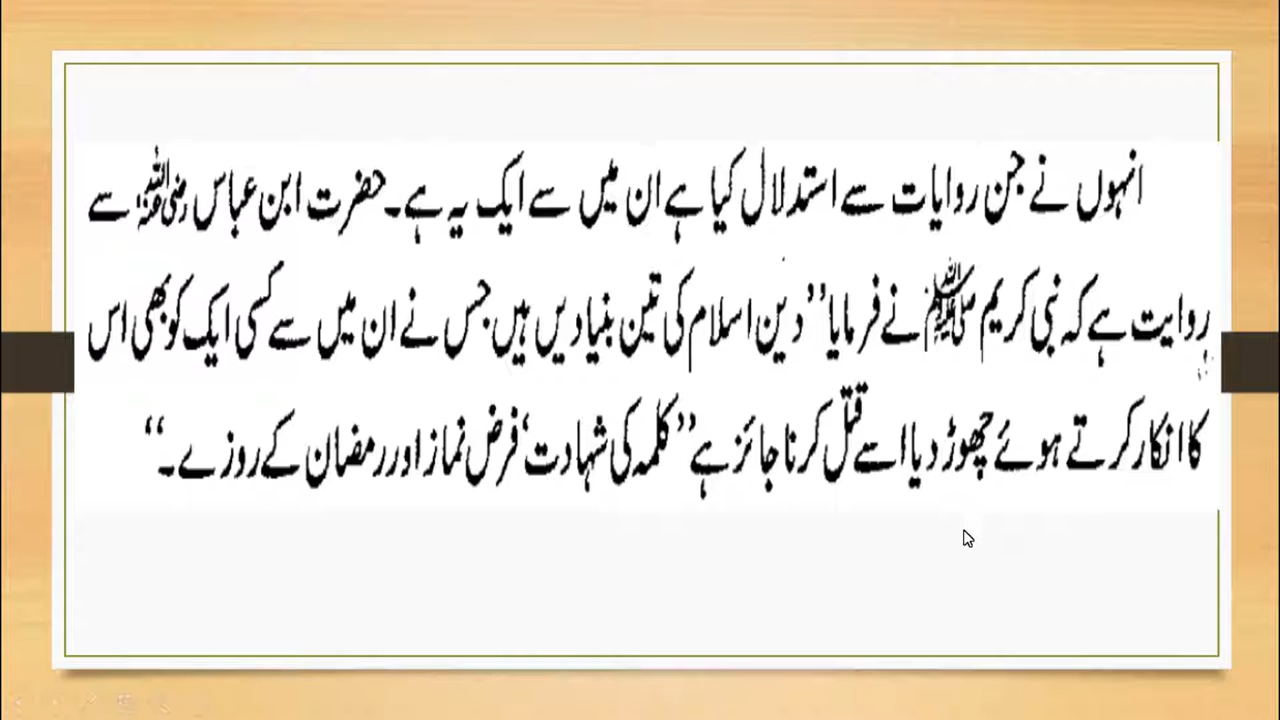 انہوں نے جن روایات سے استدلال کیا ہے ان میں سے ایک یہ ہے۔ حضرت ابن عباس رضی اللہ عنہ سے
روایت ہے کہ نبی کریم ﷺ نے فرمایا ’’دین اسلام کی تین بنیادیں ہیں جس نے ان میں سے کسی ایک کو بھی اس
کا انکار کرتے ہوئے چھوڑ دیا اسے قتل کرنا جائز ہے’’ کلمہ کی شہادت‘ فرض نماز اور رمضان کے روزے۔‘‘